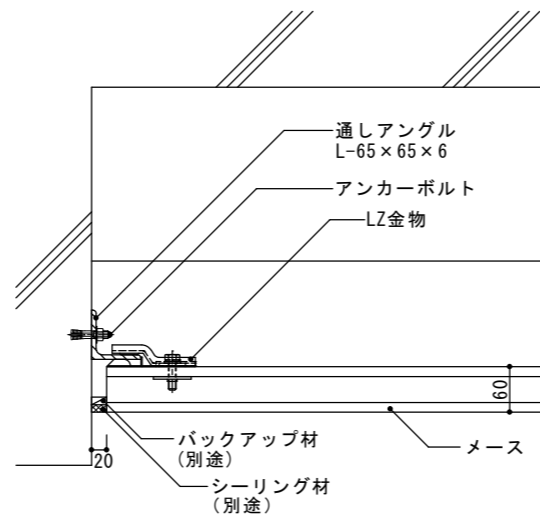 通しアングル
L-65×65×6
アンカーボルト
LZ金物
60
メース
バックアップ材
(別途)
20
シーリング材
(別途)